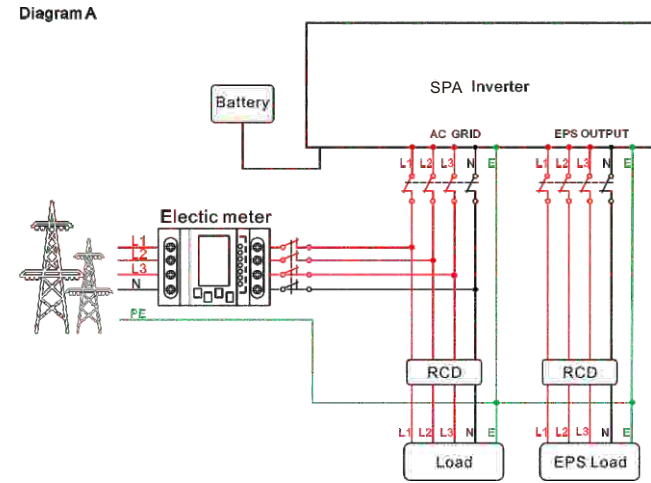 Diagram A
SPA Inverter
Battery
AC GRID
EPS OUTPUT
L1 L2 L3 N E
L1 L2 L3 N E
Electic meter
L1
L2
L3
N
PE
RCD
RCD
L1 L2 L3 N E
L1 L2 L3 N E
Load
EPS Load